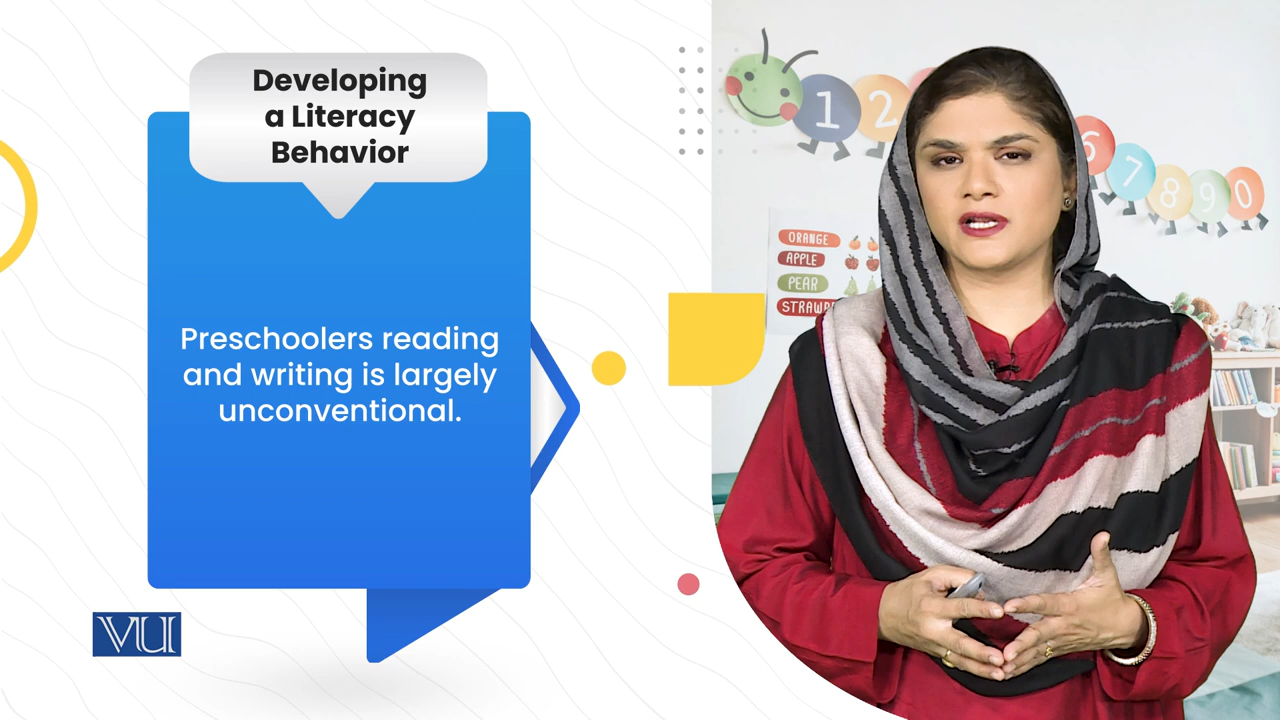 Developing
a Literacy
Behavior
Preschoolers reading
and writing is largely
unconventional.
VU
1 2
6 7 8 9 0
ORANGE
APPLE
PEAR